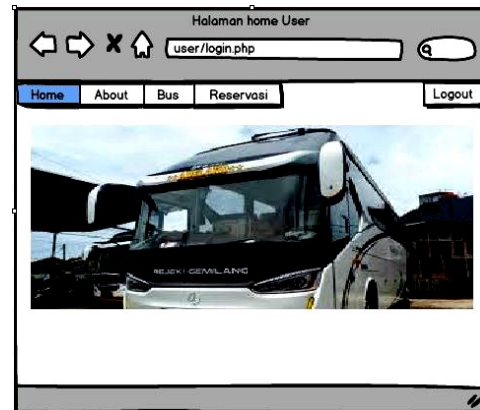 Halaman home User
user/login.php
Home About Bus Reservasi Logout
REJEKI GEMILANG